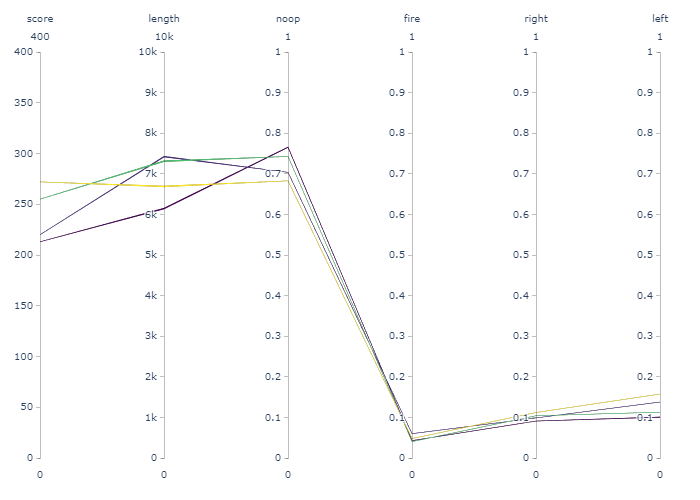 score length noop fire right left
400 10k 1 1 1 1
400 10k 1 1 1 1
350 9k 0.9 0.9 0.9 0.9
300 8k 0.8 0.8 0.8 0.8
250 7k 0.7 0.7 0.7 0.7
200 6k 0.6 0.6 0.6 0.6
150 5k 0.5 0.5 0.5 0.5
100 4k 0.4 0.4 0.4 0.4
50 3k 0.3 0.3 0.3 0.3
2k 0.2 0.2 0.2 0.2
1k 0.1 0.1 0.1 0.1
0 0 0 0 0 0
0 0 0 0 0 0